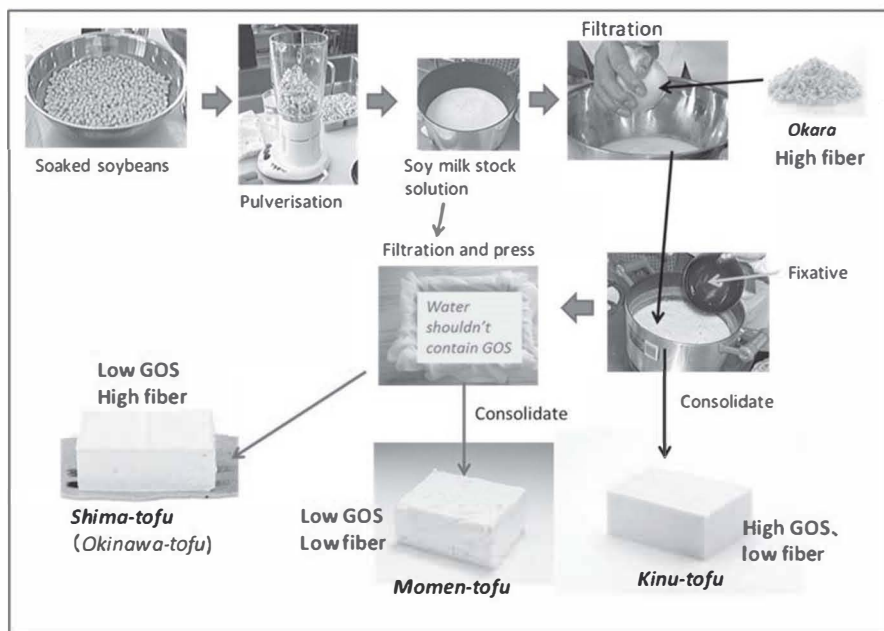 Filtration
Okara
High fiber
Soaked soybeans
Pulverisation
Soy milk stock
solution
Filtration and press
Fixative
Water
shouldn't
contain GOS
Low GOS
High fiber
Consolidate
Consolidate
Shima-tofu
(Okinawa-tofu)
Low GOS
Low fiber
Momen-tofu
High GOS、
low fiber
Kinu-tofu